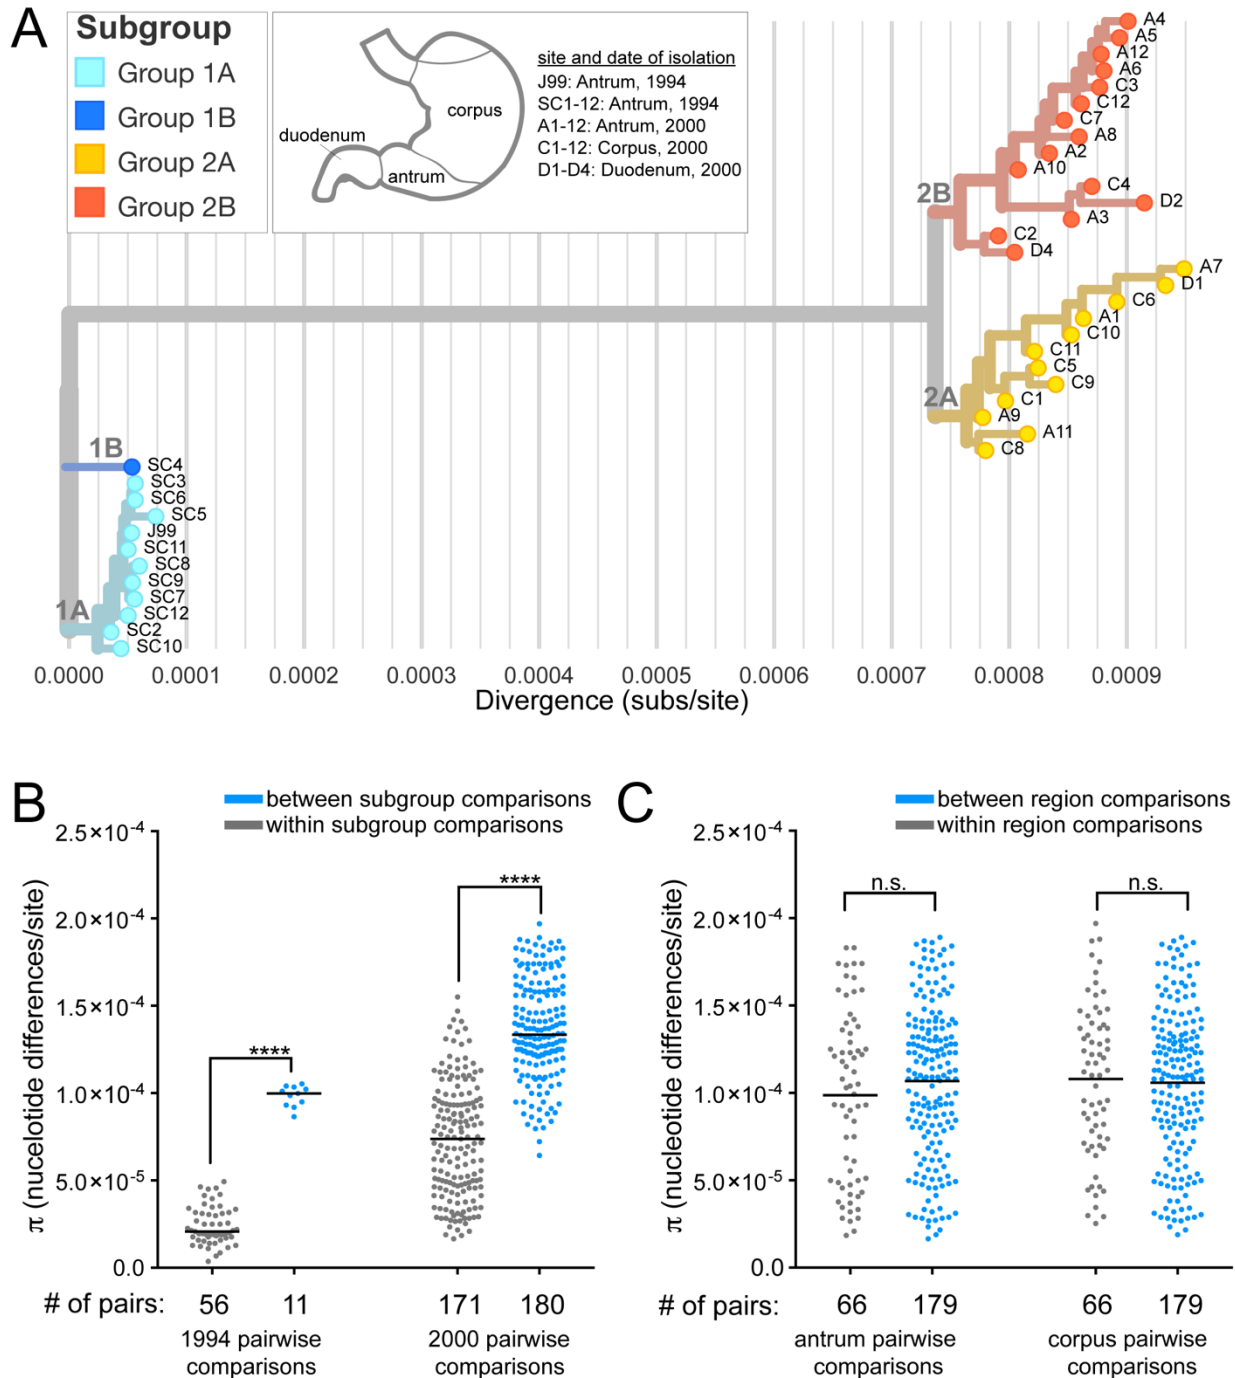 A
Subgroup
Group 1A
Group 1B
Group 2A
Group 2B
duodenum
corpus
antrum
site and date of isolation
J99: Antrum, 1994
SC1-12: Antrum, 1994
A1-12: Antrum, 2000
C1-12: Corpus, 2000
D1-D4: Duodenum, 2000
A4
A5
A12
A6
C3
C12
C7
A8
A2
A10
C4
D2
A3
C2
D4
2B
A7
D1
C6
A1
C10
C11
C5
C9
C1
A9
A11
C8
2A
1B
SC4
SC3
SC6
SC5
J99
SC11
SC8
SC9
SC7
SC12
SC2
SC10
1A
0.0000 0.0001 0.0002 0.0003 0.0004 0.0005 0.0006 0.0007 0.0008 0.0009
Divergence (subs/site)
B
between subgroup comparisons
within subgroup comparisons
π (nucelotide differences/site)
2.5×10⁻⁴
2.0×10⁻⁴
1.5×10⁻⁴
1.0×10⁻⁴
5.0×10⁻⁵
0.0
****
****
# of pairs: 56 11 171 180
1994 pairwise
comparisons
2000 pairwise
comparisons
C
between region comparisons
within region comparisons
π (nucleotide differences/site)
2.5×10⁻⁴
2.0×10⁻⁴
1.5×10⁻⁴
1.0×10⁻⁴
5.0×10⁻⁵
0.0
n.s.
n.s.
# of pairs: 66 179 66 179
antrum pairwise
comparisons
corpus pairwise
comparisons